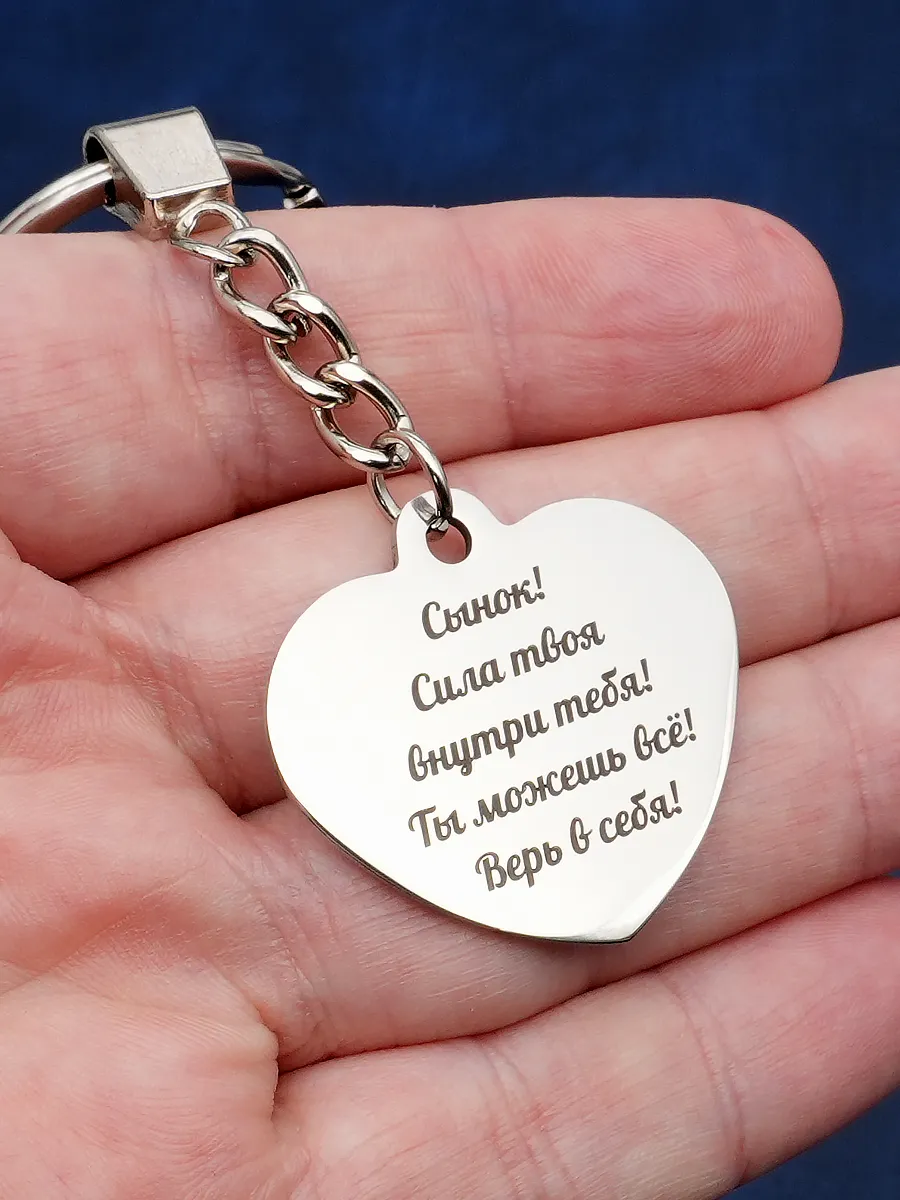 Сынок!
Сила твоя
внутри тебя!
Ты можешь всё!
Верь в себя!